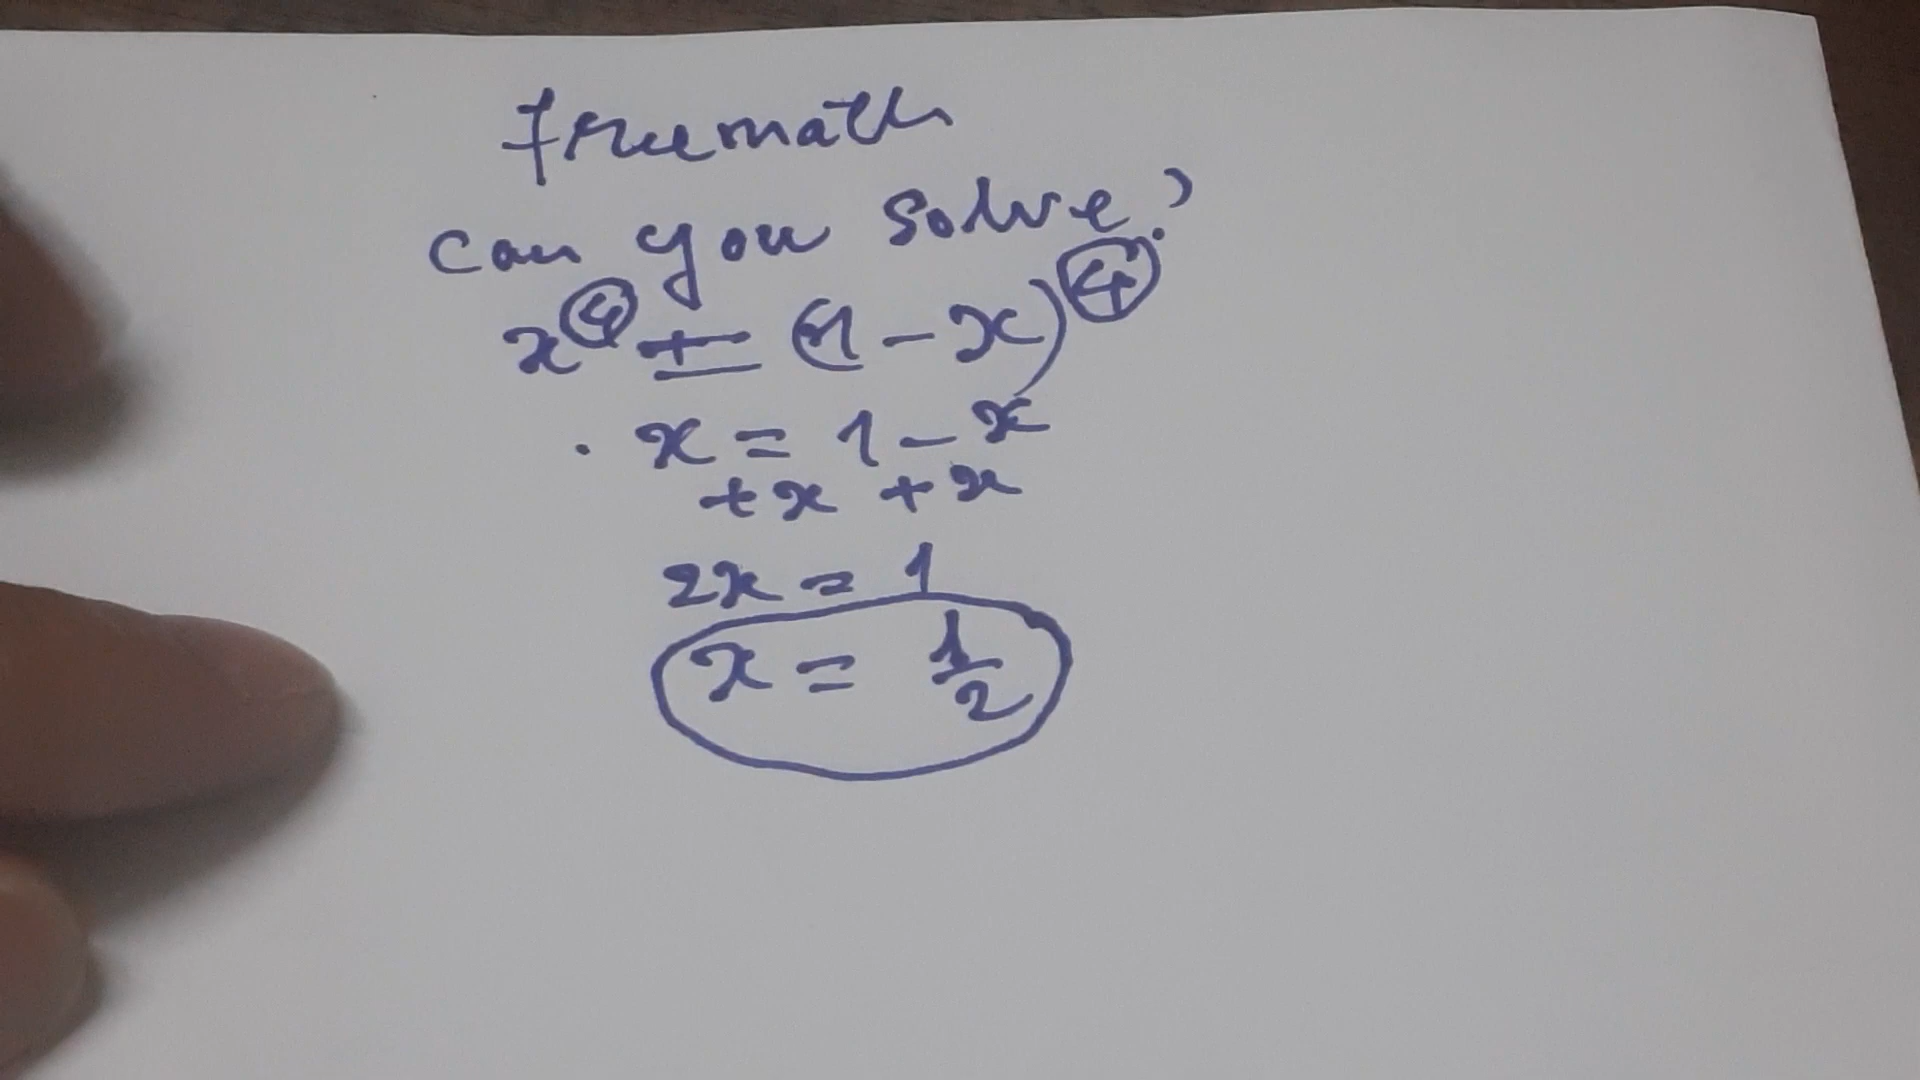 freemath
can you solve?
x⁴ = (1-x)⁴
x = 1-x
+x +x
2x = 1
x = 1/2